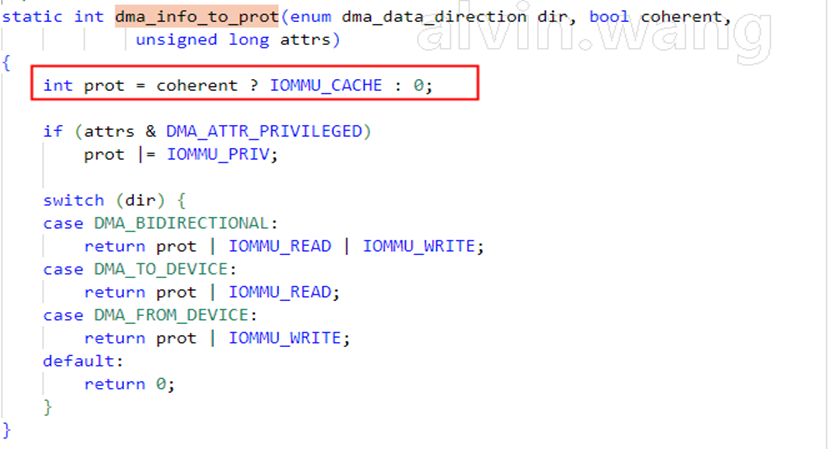 static int dma_info_to_prot(enum dma_data_direction dir, bool coherent,
unsigned long attrs)
alvin.wang
{
int prot = coherent ? IOMMU_CACHE : 0;
if (attrs & DMA_ATTR_PRIVILEGED)
prot |= IOMMU_PRIV;
switch (dir) {
case DMA_BIDIRECTIONAL:
return prot | IOMMU_READ | IOMMU_WRITE;
case DMA_TO_DEVICE:
return prot | IOMMU_READ;
case DMA_FROM_DEVICE:
return prot | IOMMU_WRITE;
default:
return 0;
}
}